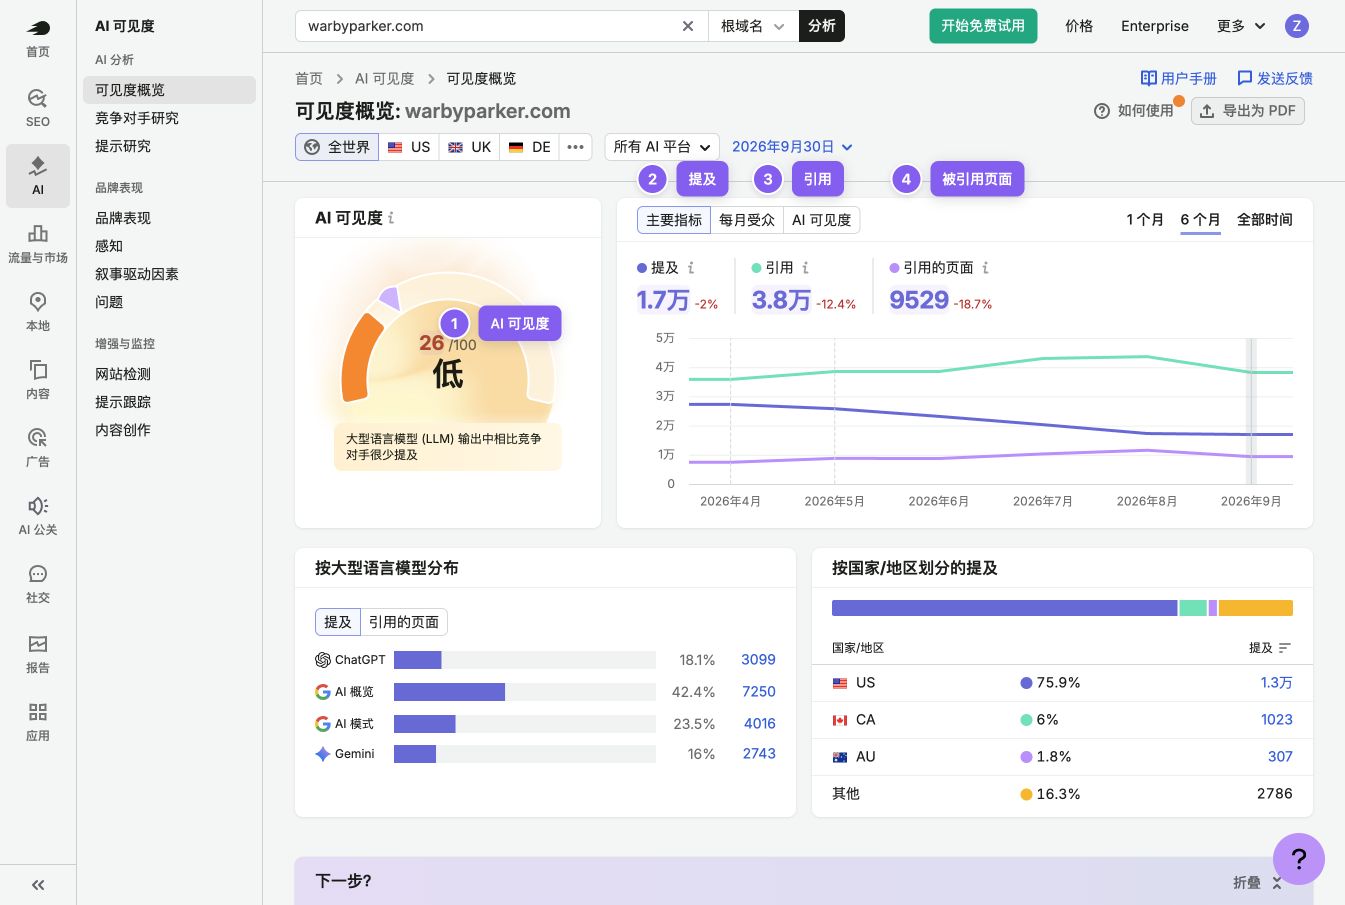 首页
SEO
AI
流量与市场
本地
内容
广告
AI 公关
社交
报告
应用
AI 可见度
AI 分析
可见度概览
竞争对手研究
提示研究
品牌表现
品牌表现
感知
叙事驱动因素
问题
增强与监控
网站检测
提示跟踪
内容创作
warbyparker.com
根域名
分析
开始免费试用
价格
Enterprise
更多
Z
首页 > AI 可见度 > 可见度概览
用户手册
发送反馈
可见度概览: warbyparker.com
如何使用
导出为 PDF
全世界
US
UK
DE
所有 AI 平台
2026年9月30日
2 提及
3 引用
4 被引用页面
AI 可见度
1 AI 可见度
26 /100
低
大型语言模型 (LLM) 输出中相比竞争
对手很少提及
主要指标
每月受众
AI 可见度
1 个月
6 个月
全部时间
提及
1.7万 -2%
引用
3.8万 -12.4%
引用的页面
9529 -18.7%
5万
4万
3万
2万
1万
0
2026年4月
2026年5月
2026年6月
2026年7月
2026年8月
2026年9月
按大型语言模型分布
提及
引用的页面
ChatGPT 18.1% 3099
AI 概览 42.4% 7250
AI 模式 23.5% 4016
Gemini 16% 2743
按国家/地区划分的提及
国家/地区 提及
US 75.9% 1.3万
CA 6% 1023
AU 1.8% 307
其他 16.3% 2786
下一步?
折叠
?